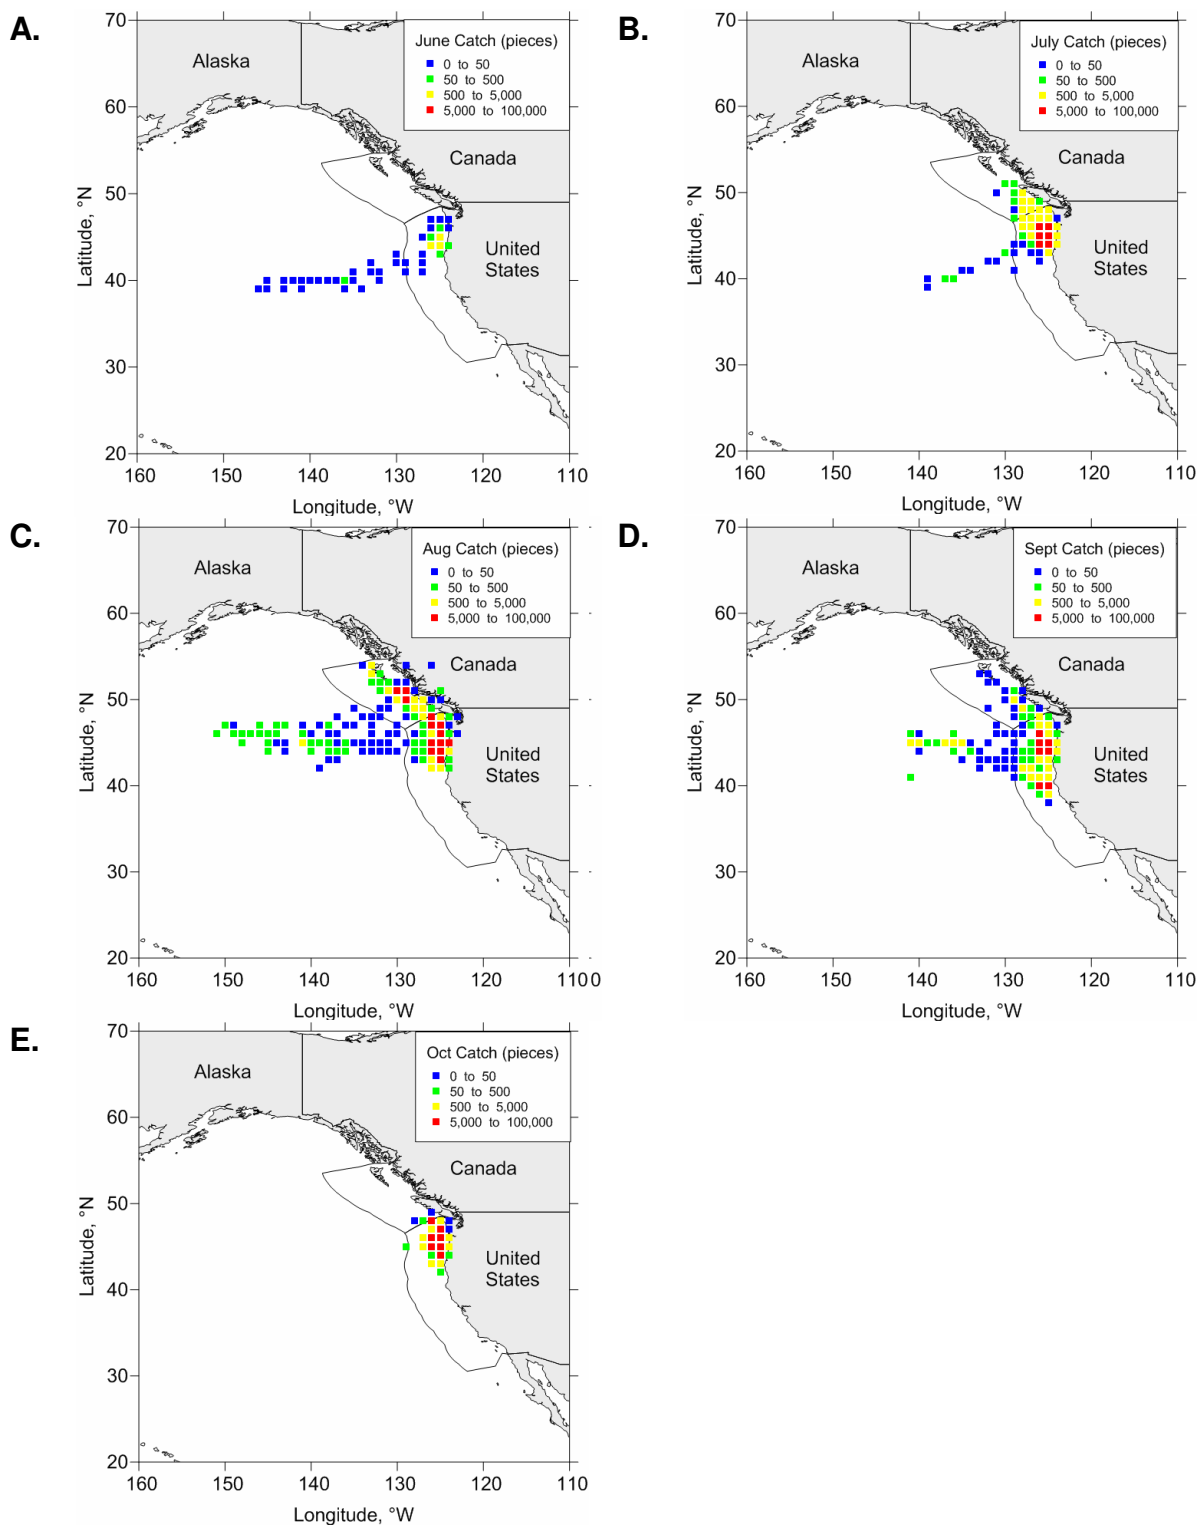 A.
70
60
50
40
30
20
Latitude, °N
Alaska
Canada
United
States
June Catch (pieces)
0 to 50
50 to 500
500 to 5,000
5,000 to 100,000
160 150 140 130 120 110
Longitude, °W
B.
70
60
50
40
30
20
Latitude, °N
Alaska
Canada
United
States
July Catch (pieces)
0 to 50
50 to 500
500 to 5,000
5,000 to 100,000
160 150 140 130 120 110
Longitude, °W
C.
70
60
50
40
30
20
Latitude, °N
Alaska
Canada
United
States
Aug Catch (pieces)
0 to 50
50 to 500
500 to 5,000
5,000 to 100,000
160 150 140 130 120 110
Longitude, °W
D.
70
60
50
40
30
20
Latitude, °N
Alaska
Canada
United
States
Sept Catch (pieces)
0 to 50
50 to 500
500 to 5,000
5,000 to 100,000
160 150 140 130 120 110
Longitude, °W
E.
70
60
50
40
30
20
Latitude, °N
Alaska
Canada
United
States
Oct Catch (pieces)
0 to 50
50 to 500
500 to 5,000
5,000 to 100,000
160 150 140 130 120 110
Longitude, °W